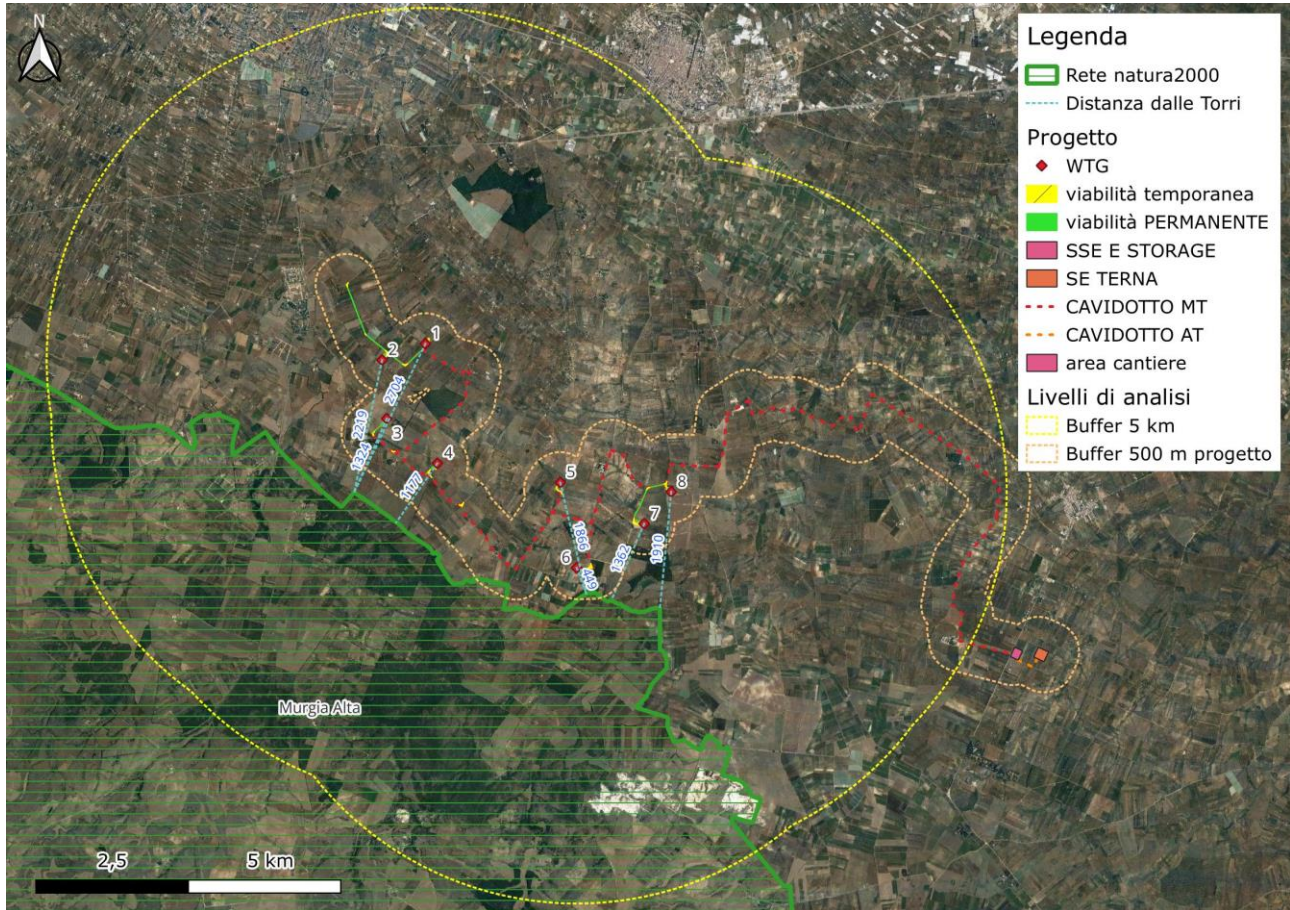 N
Legenda
Rete natura2000
Distanza dalle Torri
Progetto
WTG
viabilità temporanea
viabilità PERMANENTE
SSE E STORAGE
SE TERNA
CAVIDOTTO MT
CAVIDOTTO AT
area cantiere
Livelli di analisi
Buffer 5 km
Buffer 500 m progetto
1
2
2704
2219
3
1324
4
1177
5
8
7
1866
6
449
1362
1910
Murgia Alta
2,5
5 km